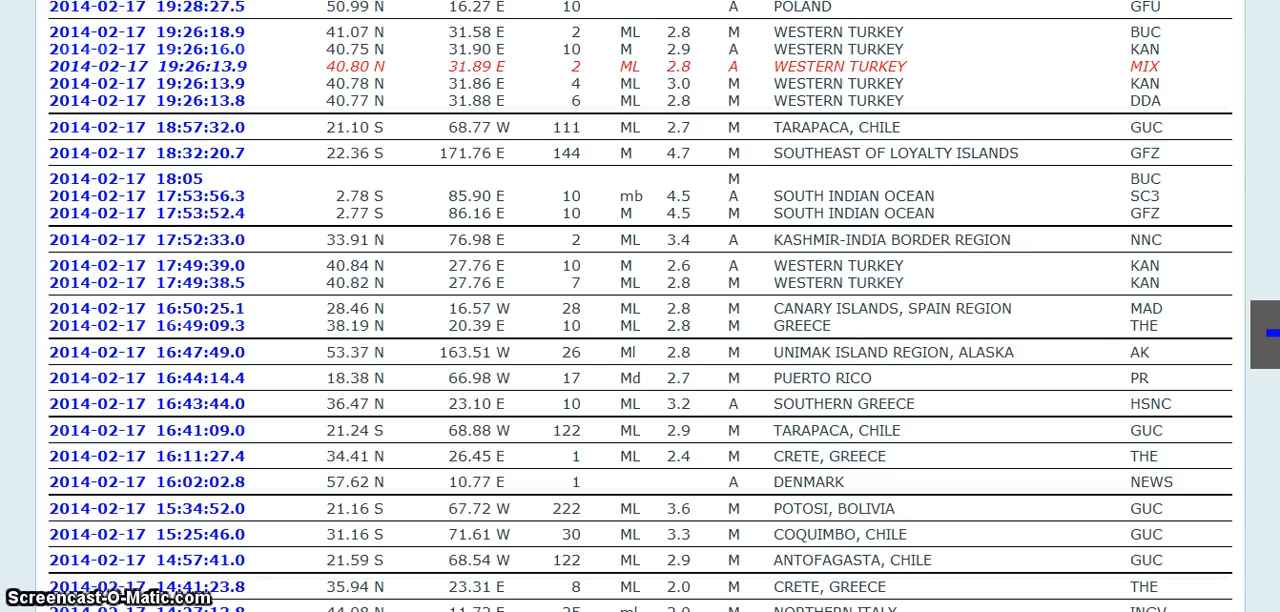 2014-02-17 19:28:27.5 50.99 N 16.27 E 10 A POLAND GFU
2014-02-17 19:26:18.9 41.07 N 31.58 E 2 ML 2.8 M WESTERN TURKEY BUC
2014-02-17 19:26:16.0 40.75 N 31.90 E 10 M 2.9 A WESTERN TURKEY KAN
2014-02-17 19:26:13.9 40.80 N 31.89 E 2 ML 2.8 A WESTERN TURKEY MIX
2014-02-17 19:26:13.9 40.78 N 31.86 E 4 ML 3.0 M WESTERN TURKEY KAN
2014-02-17 19:26:13.8 40.77 N 31.88 E 6 ML 2.8 M WESTERN TURKEY DDA
2014-02-17 18:57:32.0 21.10 S 68.77 W 111 ML 2.7 M TARAPACA, CHILE GUC
2014-02-17 18:32:20.7 22.36 S 171.76 E 144 M 4.7 M SOUTHEAST OF LOYALTY ISLANDS GFZ
2014-02-17 18:05 M BUC
2014-02-17 17:53:56.3 2.78 S 85.90 E 10 mb 4.5 A SOUTH INDIAN OCEAN SC3
2014-02-17 17:53:52.4 2.77 S 86.16 E 10 M 4.5 M SOUTH INDIAN OCEAN GFZ
2014-02-17 17:52:33.0 33.91 N 76.98 E 2 ML 3.4 A KASHMIR-INDIA BORDER REGION NNC
2014-02-17 17:49:39.0 40.84 N 27.76 E 10 M 2.6 A WESTERN TURKEY KAN
2014-02-17 17:49:38.5 40.82 N 27.76 E 7 ML 2.8 M WESTERN TURKEY KAN
2014-02-17 16:50:25.1 28.46 N 16.57 W 28 ML 2.8 M CANARY ISLANDS, SPAIN REGION MAD
2014-02-17 16:49:09.3 38.19 N 20.39 E 10 ML 2.8 M GREECE THE
2014-02-17 16:47:49.0 53.37 N 163.51 W 26 Ml 2.8 M UNIMAK ISLAND REGION, ALASKA AK
2014-02-17 16:44:14.4 18.38 N 66.98 W 17 Md 2.7 M PUERTO RICO PR
2014-02-17 16:43:44.0 36.47 N 23.10 E 10 ML 3.2 A SOUTHERN GREECE HSNC
2014-02-17 16:41:09.0 21.24 S 68.88 W 122 ML 2.9 M TARAPACA, CHILE GUC
2014-02-17 16:11:27.4 34.41 N 26.45 E 1 ML 2.4 M CRETE, GREECE THE
2014-02-17 16:02:02.8 57.62 N 10.77 E 1 A DENMARK NEWS
2014-02-17 15:34:52.0 21.16 S 67.72 W 222 ML 3.6 M POTOSI, BOLIVIA GUC
2014-02-17 15:25:46.0 31.16 S 71.61 W 30 ML 3.3 M COQUIMBO, CHILE GUC
2014-02-17 14:57:41.0 21.59 S 68.54 W 122 ML 2.9 M ANTOFAGASTA, CHILE GUC
2014-02-17 14:41:23.8 35.94 N 23.31 E 8 ML 2.0 M CRETE, GREECE THE
Screencast-O-Matic.com
44.08 N 11.72 E 25 ml 2.0 M NORTHERN ITALY INGV